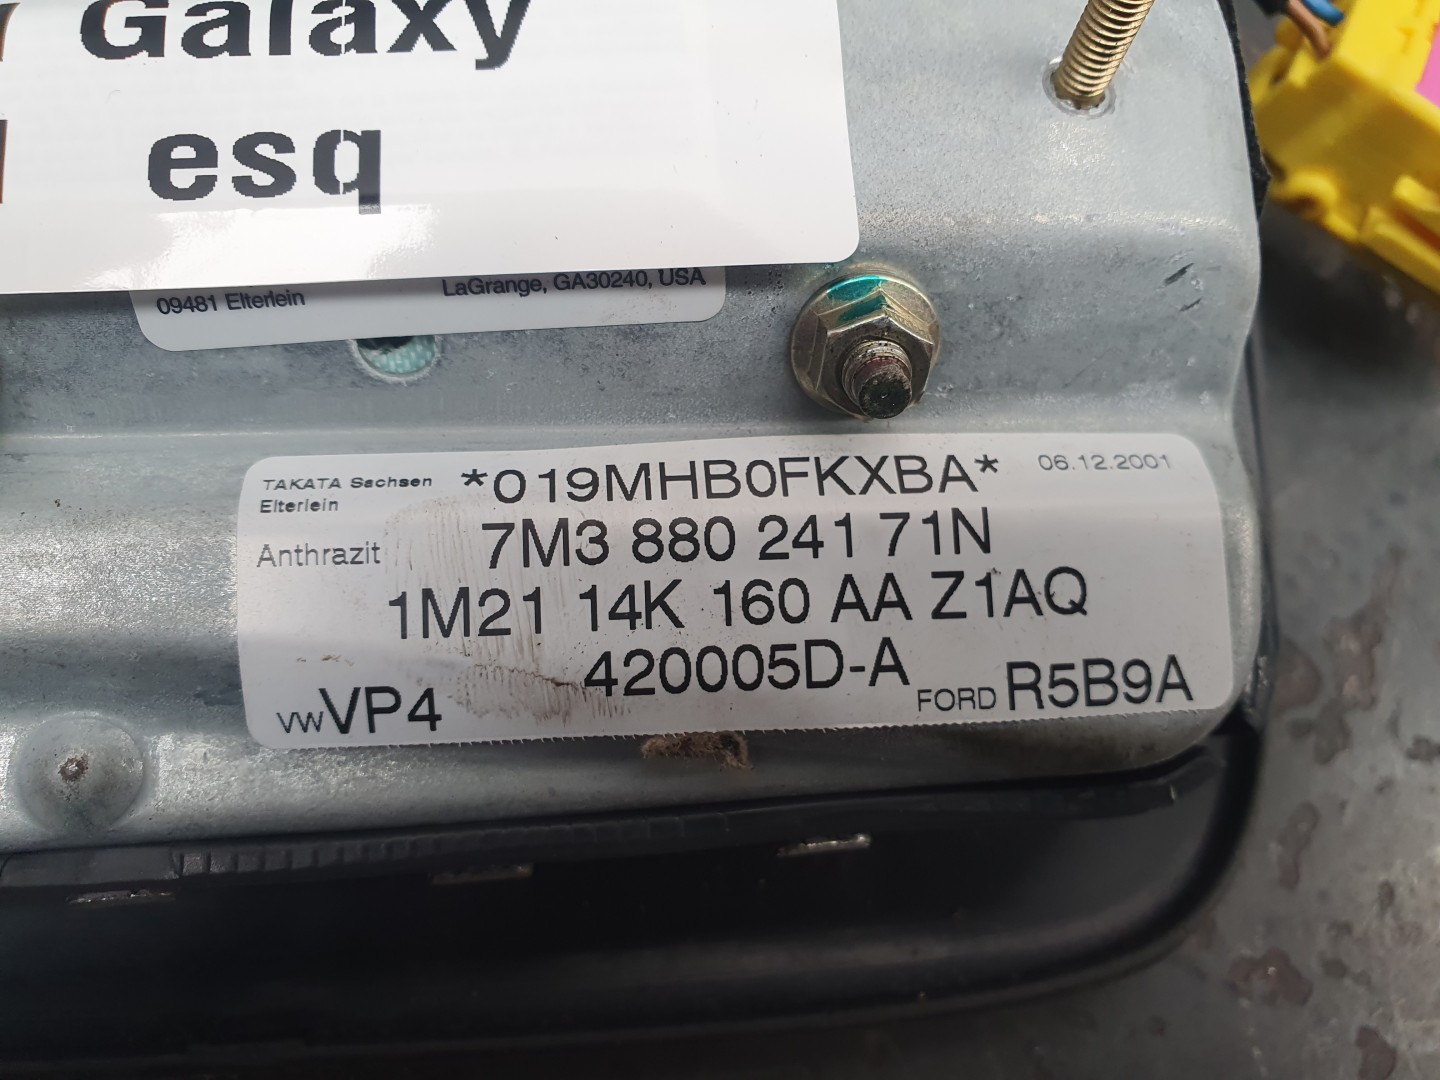 Galaxy
esq
09481 Elterlein LaGrange, GA30240, USA
TAKATA Sachsen *019MHB0FKXBA* 06.12.2001
Elterlein
Anthrazit 7M3 880 241 71N
1M21 14K 160 AA Z1AQ
420005D-A
VW VP4 FORD R5B9A